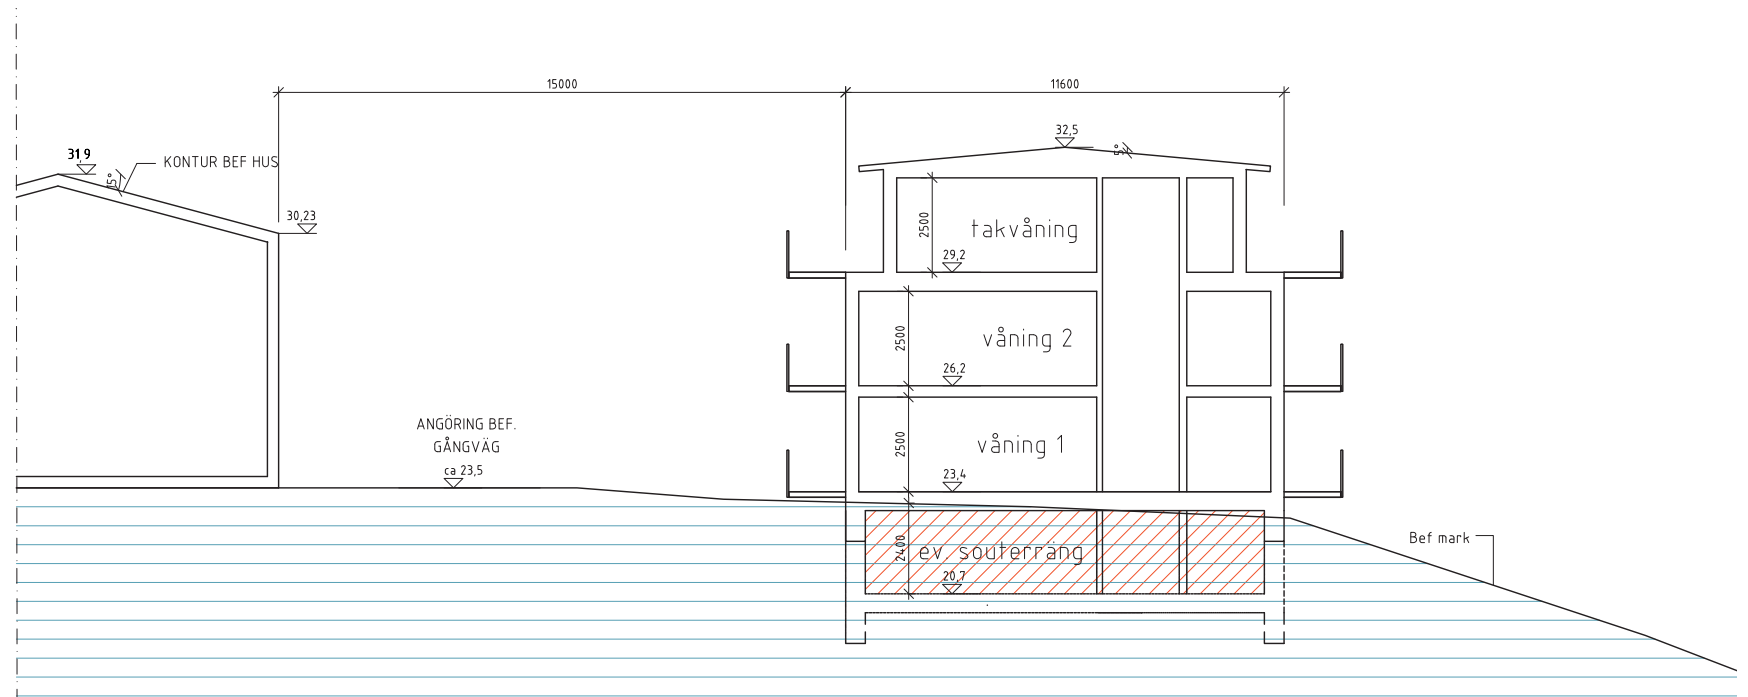 15000
11600
32,5
5°
31,9
15°
KONTUR BEF HUS
30,23
2500
takvåning
29,2
2500
våning 2
26,2
ANGÖRING BEF.
GÅNGVÄG
ca 23,5
2500
våning 1
23,4
Bef mark
2400
ev. souterräng
20,7